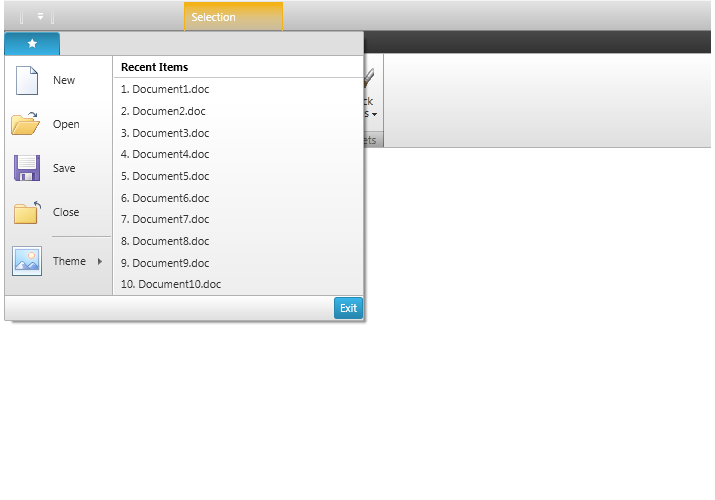 Selection
New
Open
Save
Close
Theme
Recent Items
1. Document1.doc
2. Documen2.doc
3. Document3.doc
4. Document4.doc
5. Document5.doc
6. Document6.doc
7. Document7.doc
8. Document8.doc
9. Document9.doc
10. Document10.doc
Exit